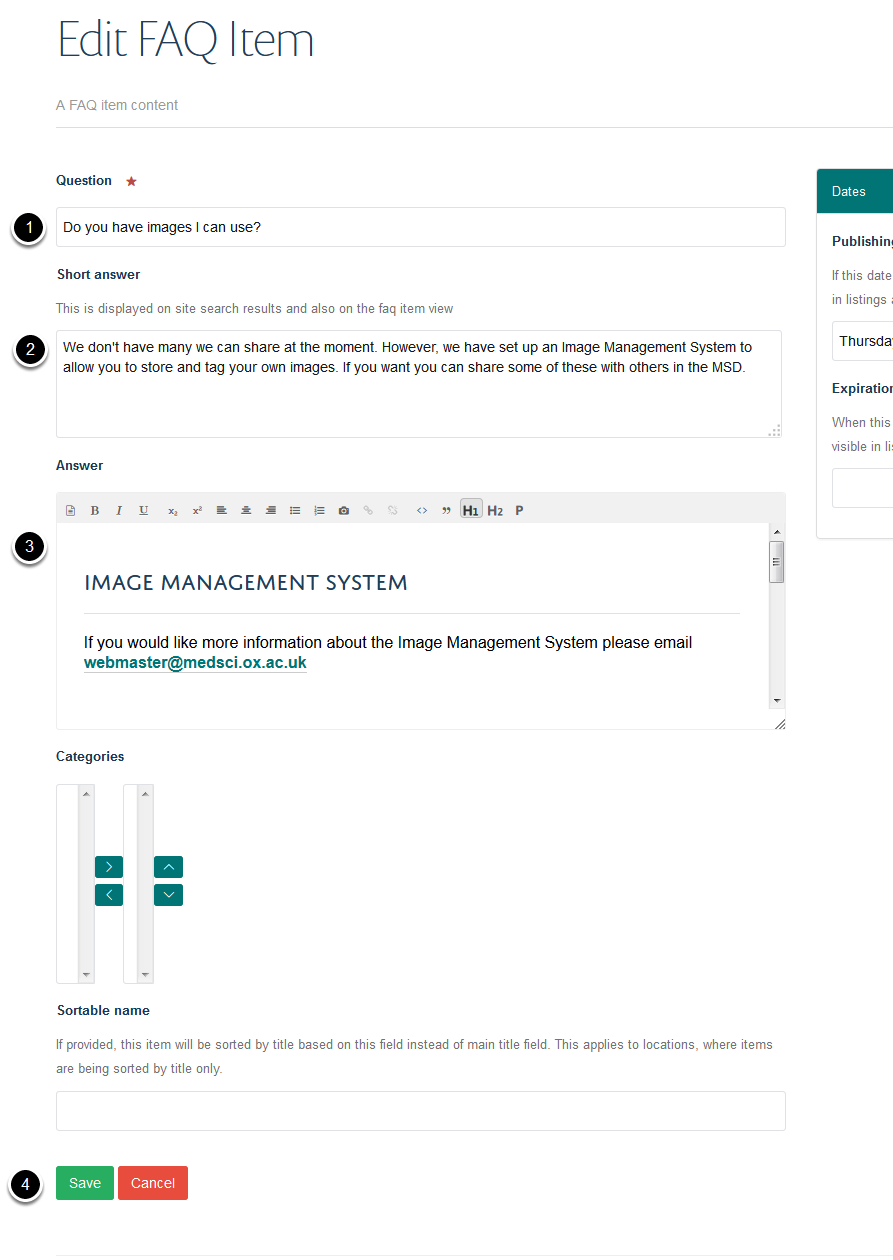 Edit FAQ Item
A FAQ item content
Question ★
1
Do you have images I can use?
Short answer
This is displayed on site search results and also on the faq item view
2
We don't have many we can share at the moment. However, we have set up an Image Management System to
allow you to store and tag your own images. If you want you can share some of these with others in the MSD.
Answer
B I U x₂ x² <> ” H1 H2 P
3
IMAGE MANAGEMENT SYSTEM
If you would like more information about the Image Management System please email
webmaster@medsci.ox.ac.uk
Categories
Sortable name
If provided, this item will be sorted by title based on this field instead of main title field. This applies to locations, where items
are being sorted by title only.
4
Save Cancel
Dates
Publishing
If this date
in listings
Thursda
Expiration
When this
visible in li